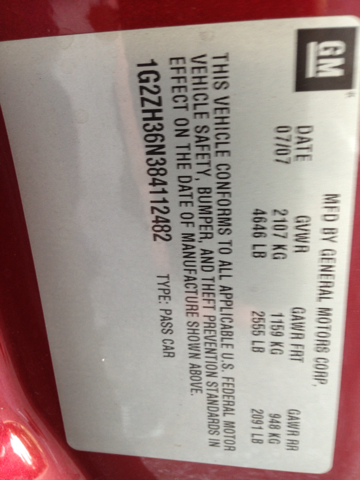 GM
MFD BY GENERAL MOTORS CORP.
DATE GVWR GAWR FRT GAWR RR
07/07 2107 KG 1159 KG 948 KG
4646 LB 2555 LB 2091 LB
THIS VEHICLE CONFORMS TO ALL APPLICABLE U.S. FEDERAL MOTOR
VEHICLE SAFETY, BUMPER, AND THEFT PREVENTION STANDARDS IN
EFFECT ON THE DATE OF MANUFACTURE SHOWN ABOVE.
1G2ZH36N384112482 TYPE: PASS CAR